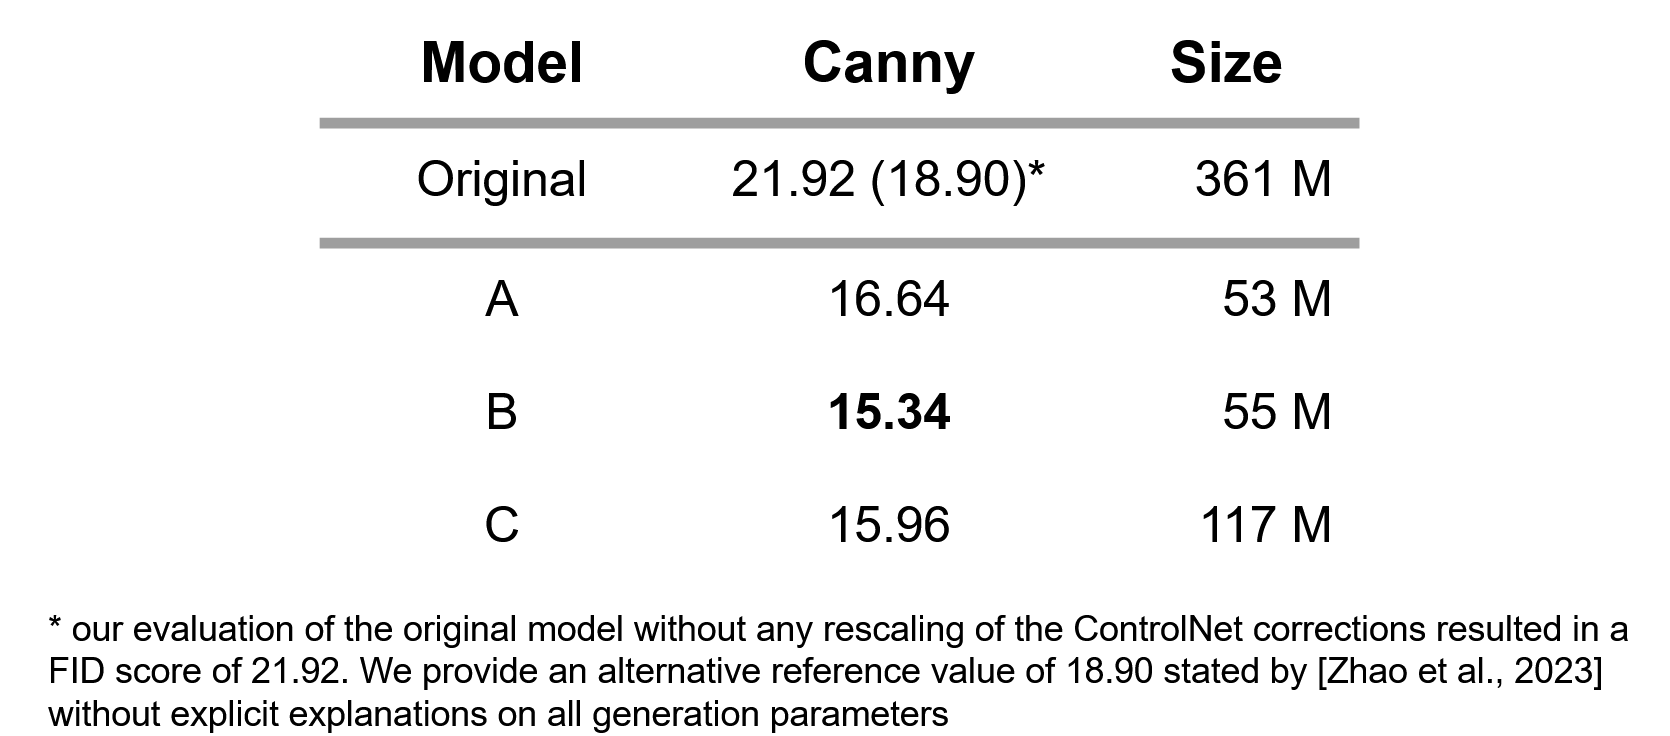 Model Canny Size
Original 21.92 (18.90)* 361 M
A 16.64 53 M
B 15.34 55 M
C 15.96 117 M
* our evaluation of the original model without any rescaling of the ControlNet corrections resulted in a
FID score of 21.92. We provide an alternative reference value of 18.90 stated by [Zhao et al., 2023]
without explicit explanations on all generation parameters